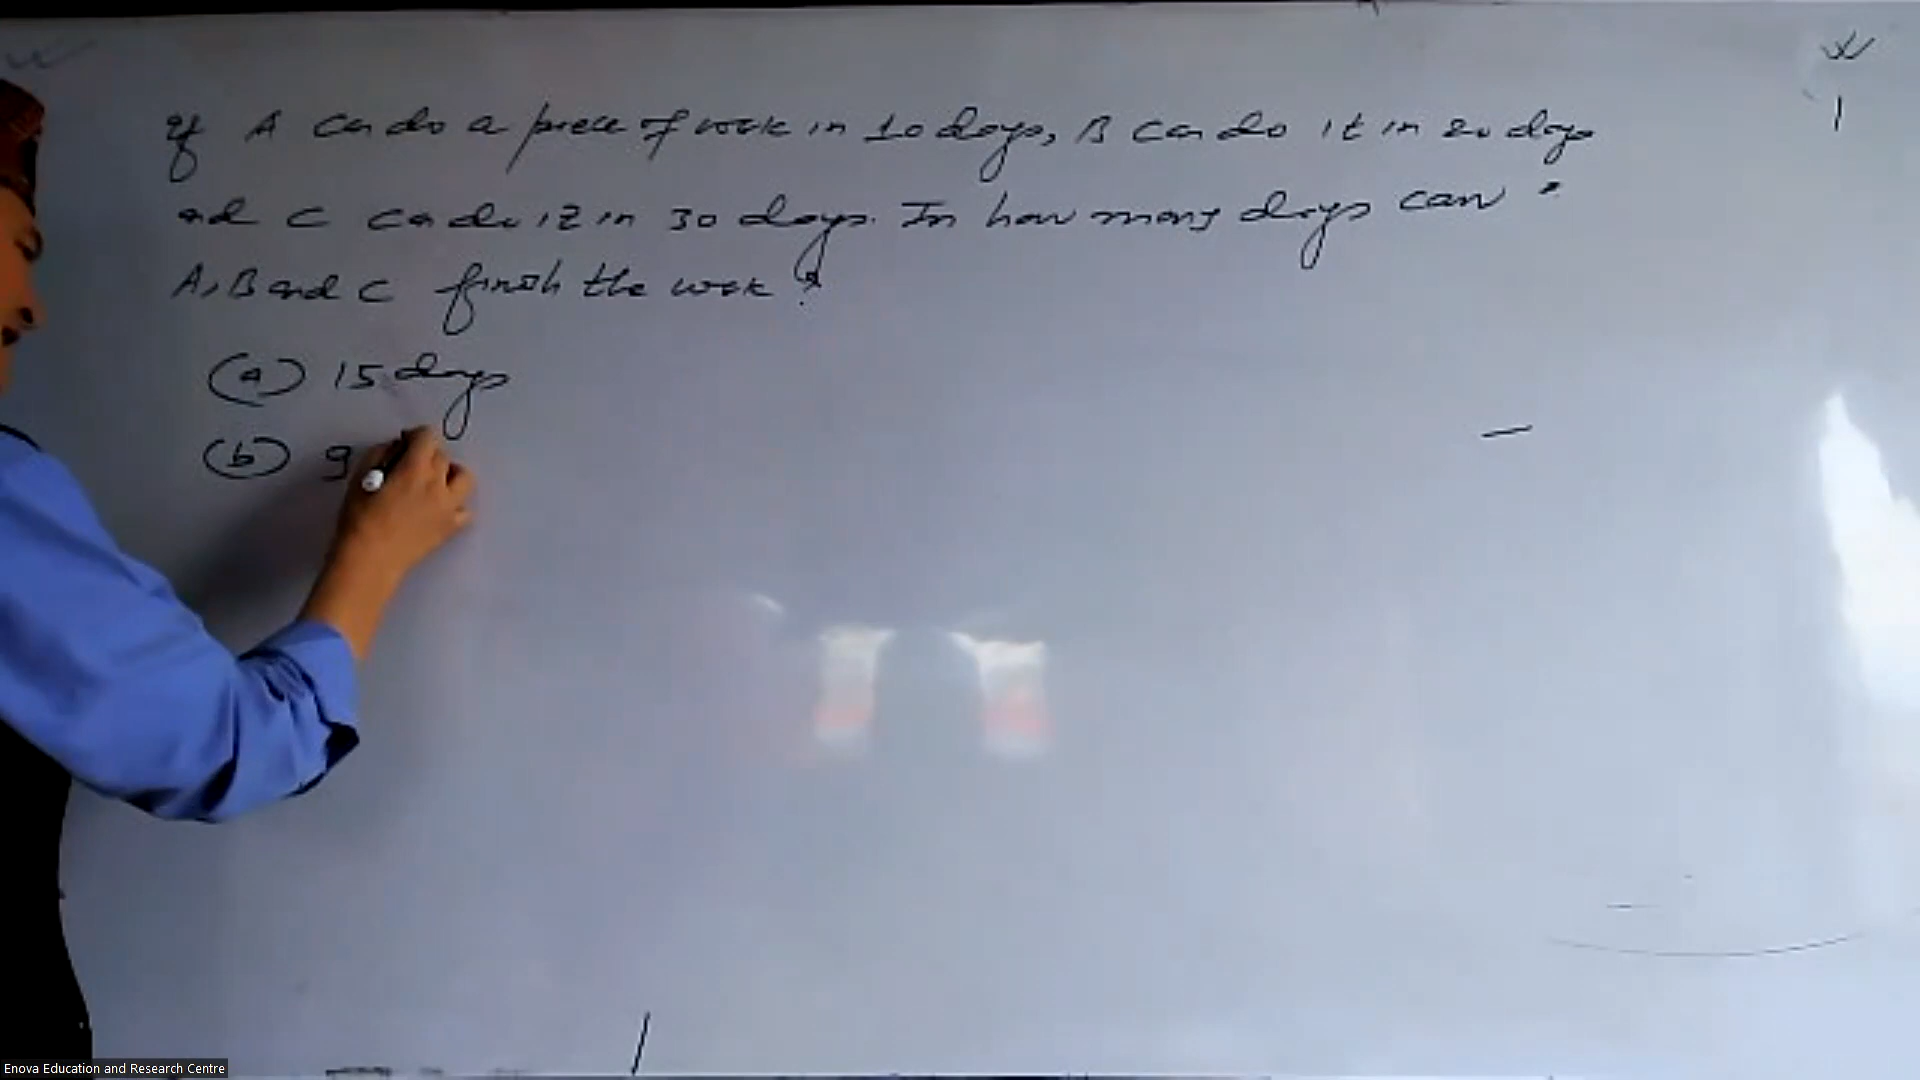 If A can do a piece of work in 10 days, B can do it in 20 days
and C can do it in 30 days. In how many days can
A, B and C finish the work ?
(a) 15 days
(b) 9
Enova Education and Research Centre